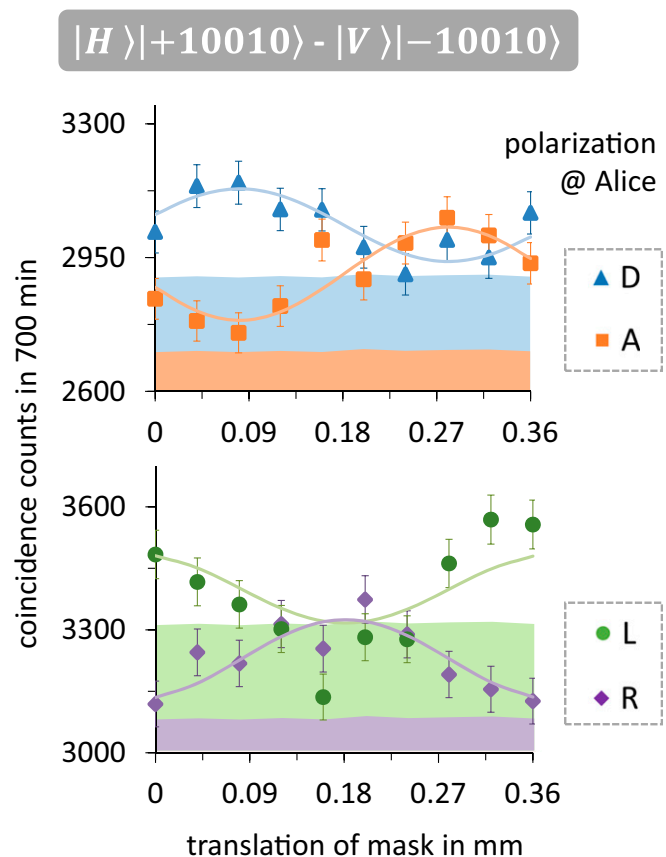 |H⟩|+10010⟩ - |V⟩|−10010⟩
3300
2950
2600
0 0.09 0.18 0.27 0.36
polarization
@ Alice
D
A
coincidence counts in 700 min
3600
3300
3000
0 0.09 0.18 0.27 0.36
L
R
translation of mask in mm